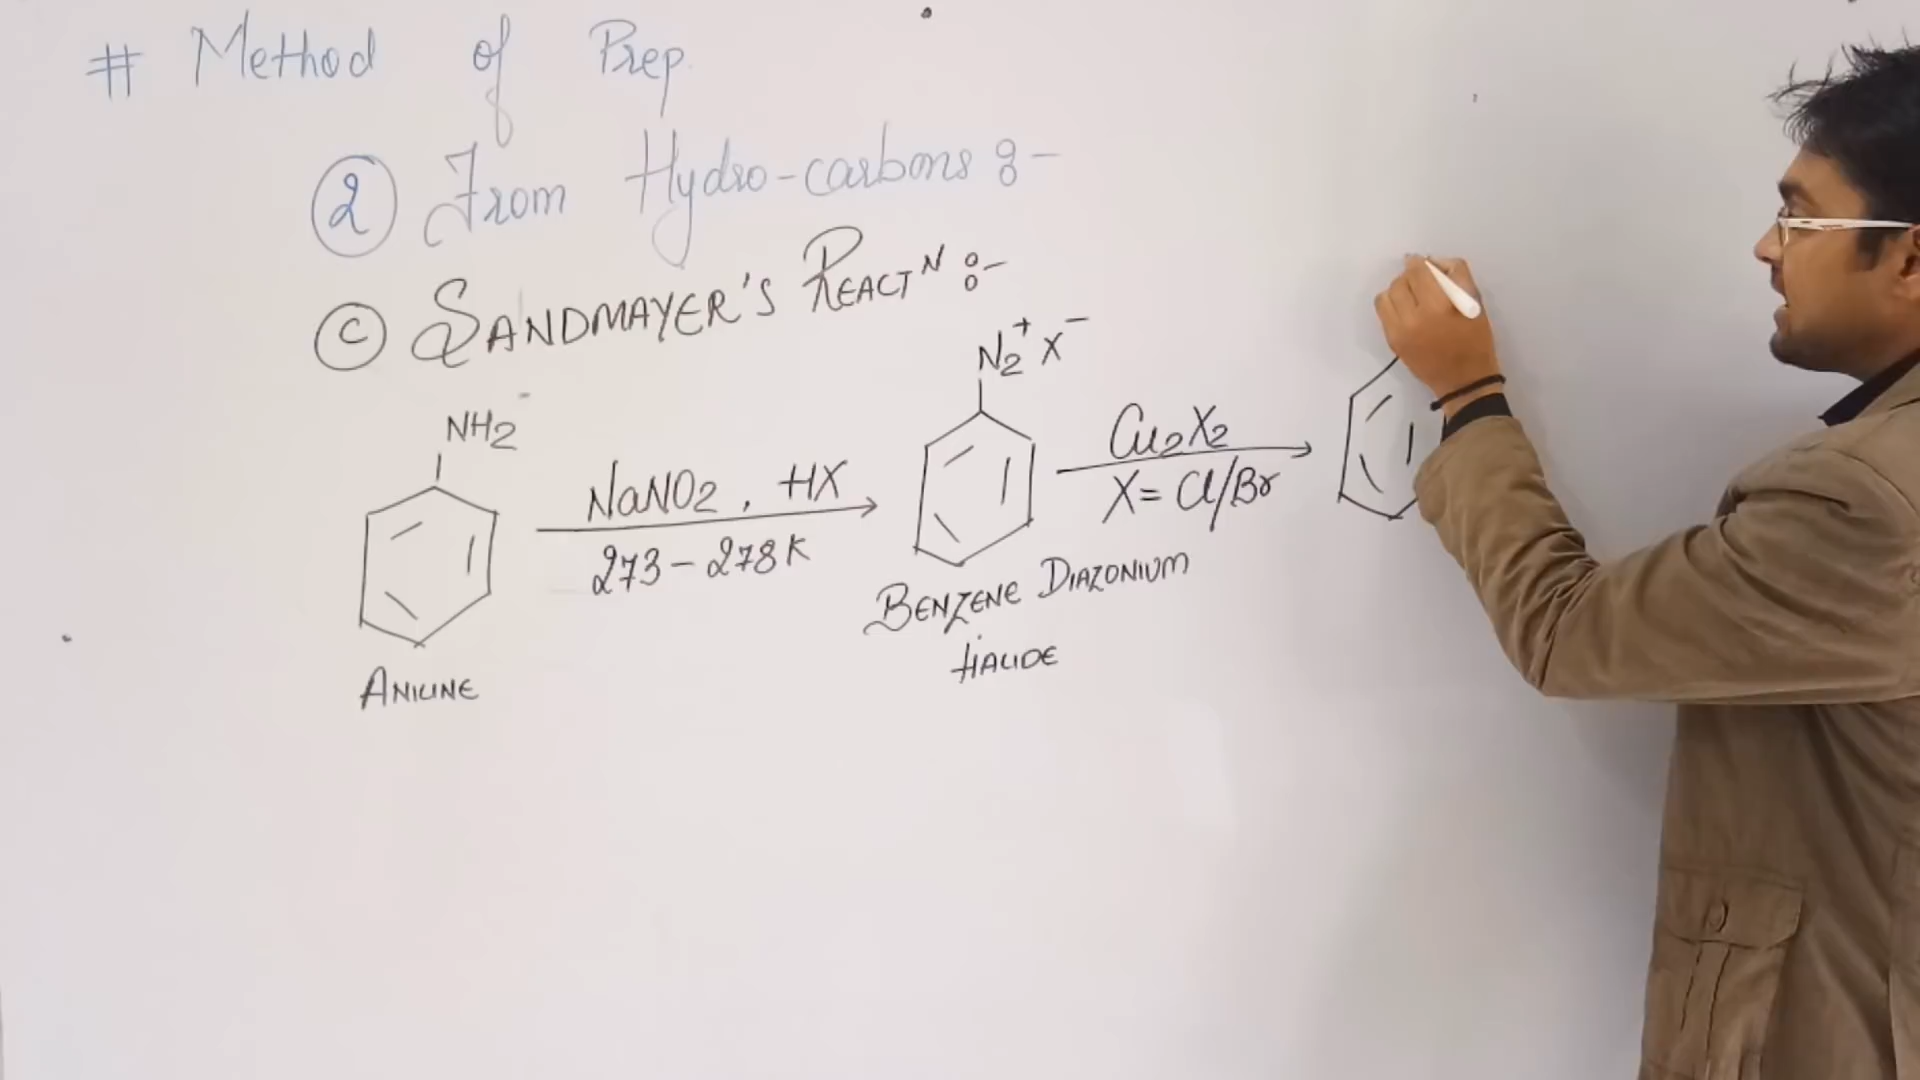 # Method of Prep.
② From Hydro-carbons :-
Ⓒ SANDMAYER'S REACTᴺ :-
N₂⁺ X⁻
NH₂
NaNO₂, HX
273-278K
Cu₂X₂
X= Cl/Br
BENZENE DIAZONIUM
HALIDE
ANILINE